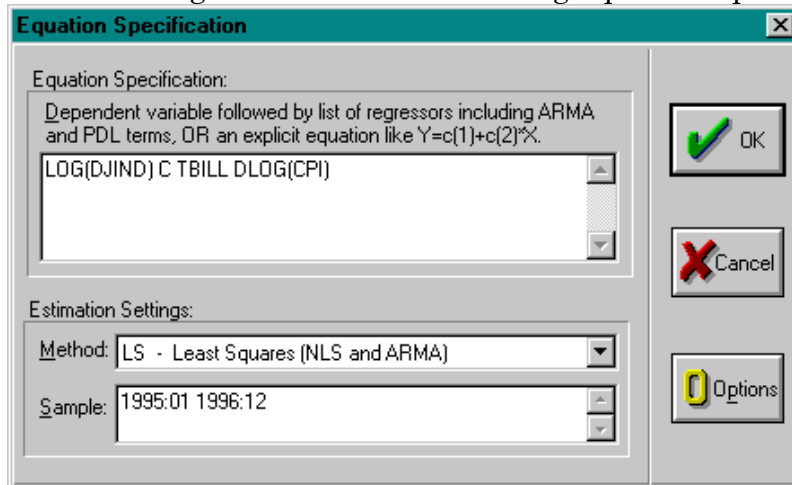 Equation Specification
Equation Specification:
Dependent variable followed by list of regressors including ARMA
and PDL terms, OR an explicit equation like Y=c(1)+c(2)*X.
OK
LOG(DJIND) C TBILL DLOG(CPI)
Cancel
Estimation Settings:
Method: LS - Least Squares (NLS and ARMA)
Options
Sample: 1995:01 1996:12